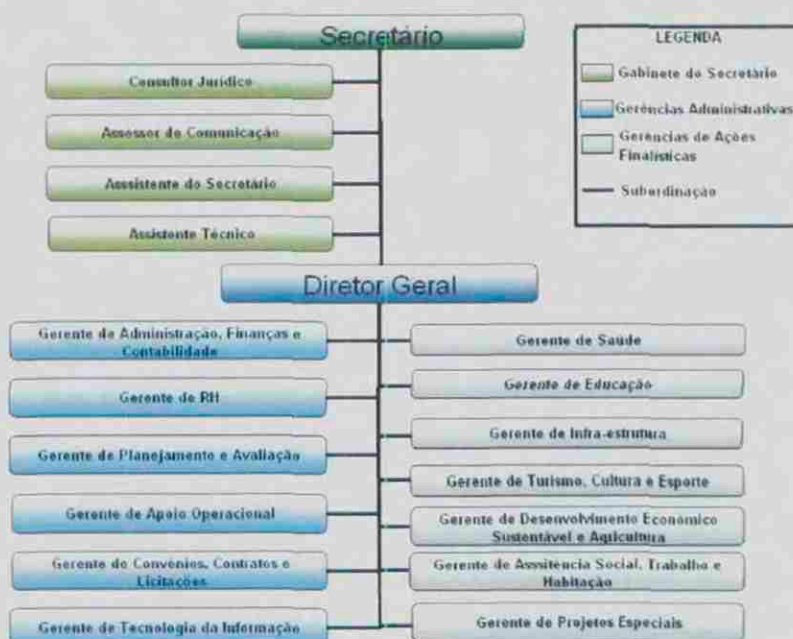 Secretário
Consultor Jurídico
Assessor de Comunicação
Asssistente do Secretário
Assistente Técnico
Diretor Geral
Gerente de Administração, Finanças e
Contabilidade
Gerente de RH
Gerente de Planejamento e Avaliação
Gerente de Apoio Operacional
Gerente de Convênios, Contratos e
Licitações
Gerente de Tecnologia da Informação
Gerente de Saúde
Gerente de Educação
Gerente de Infra-estrutura
Gerente de Turismo, Cultura e Esporte
Gerente de Desenvolvimento Econômico
Sustentável e Agricultura
Gerente de Asssitência Social, Trabalho e
Habitação
Gerente de Projetos Especiais
LEGENDA
Gabinete do Secretário
Gerências Administrativas
Gerências de Ações
Finalísticas
Subordinação